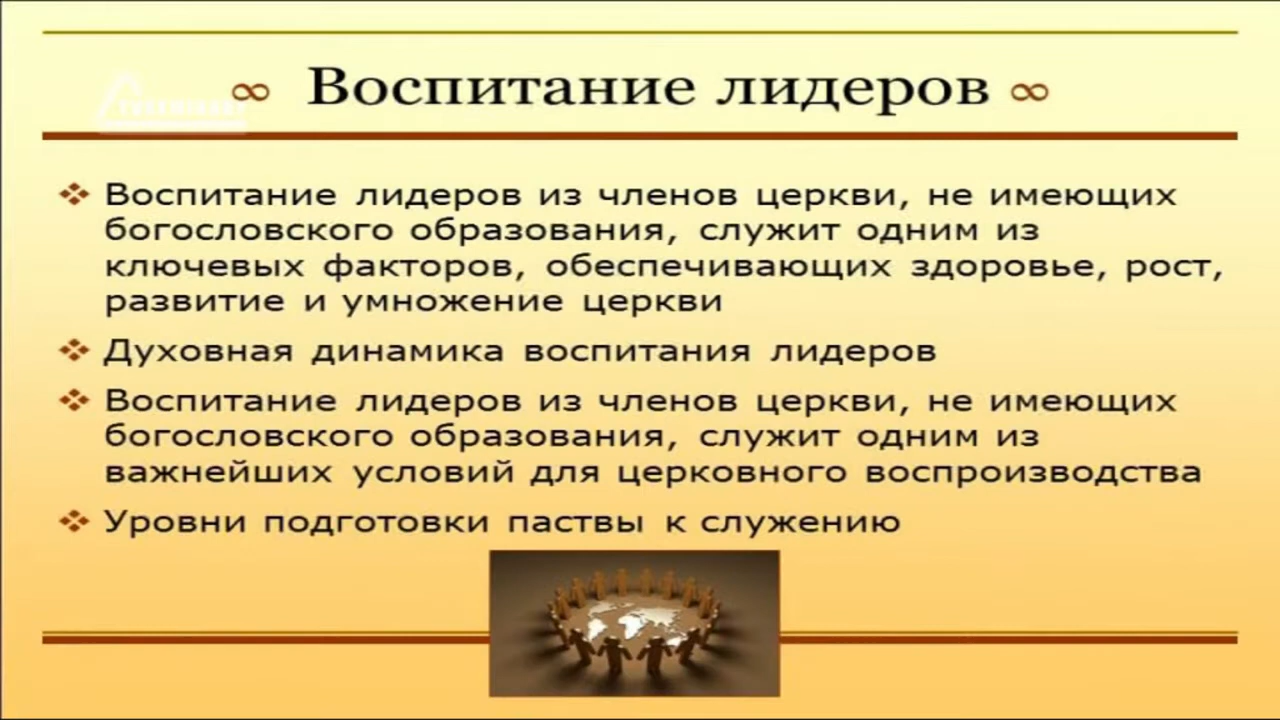 ∞ Воспитание лидеров ∞
❖ Воспитание лидеров из членов церкви, не имеющих
богословского образования, служит одним из
ключевых факторов, обеспечивающих здоровье, рост,
развитие и умножение церкви
❖ Духовная динамика воспитания лидеров
❖ Воспитание лидеров из членов церкви, не имеющих
богословского образования, служит одним из
важнейших условий для церковного воспроизводства
❖ Уровни подготовки паствы к служению